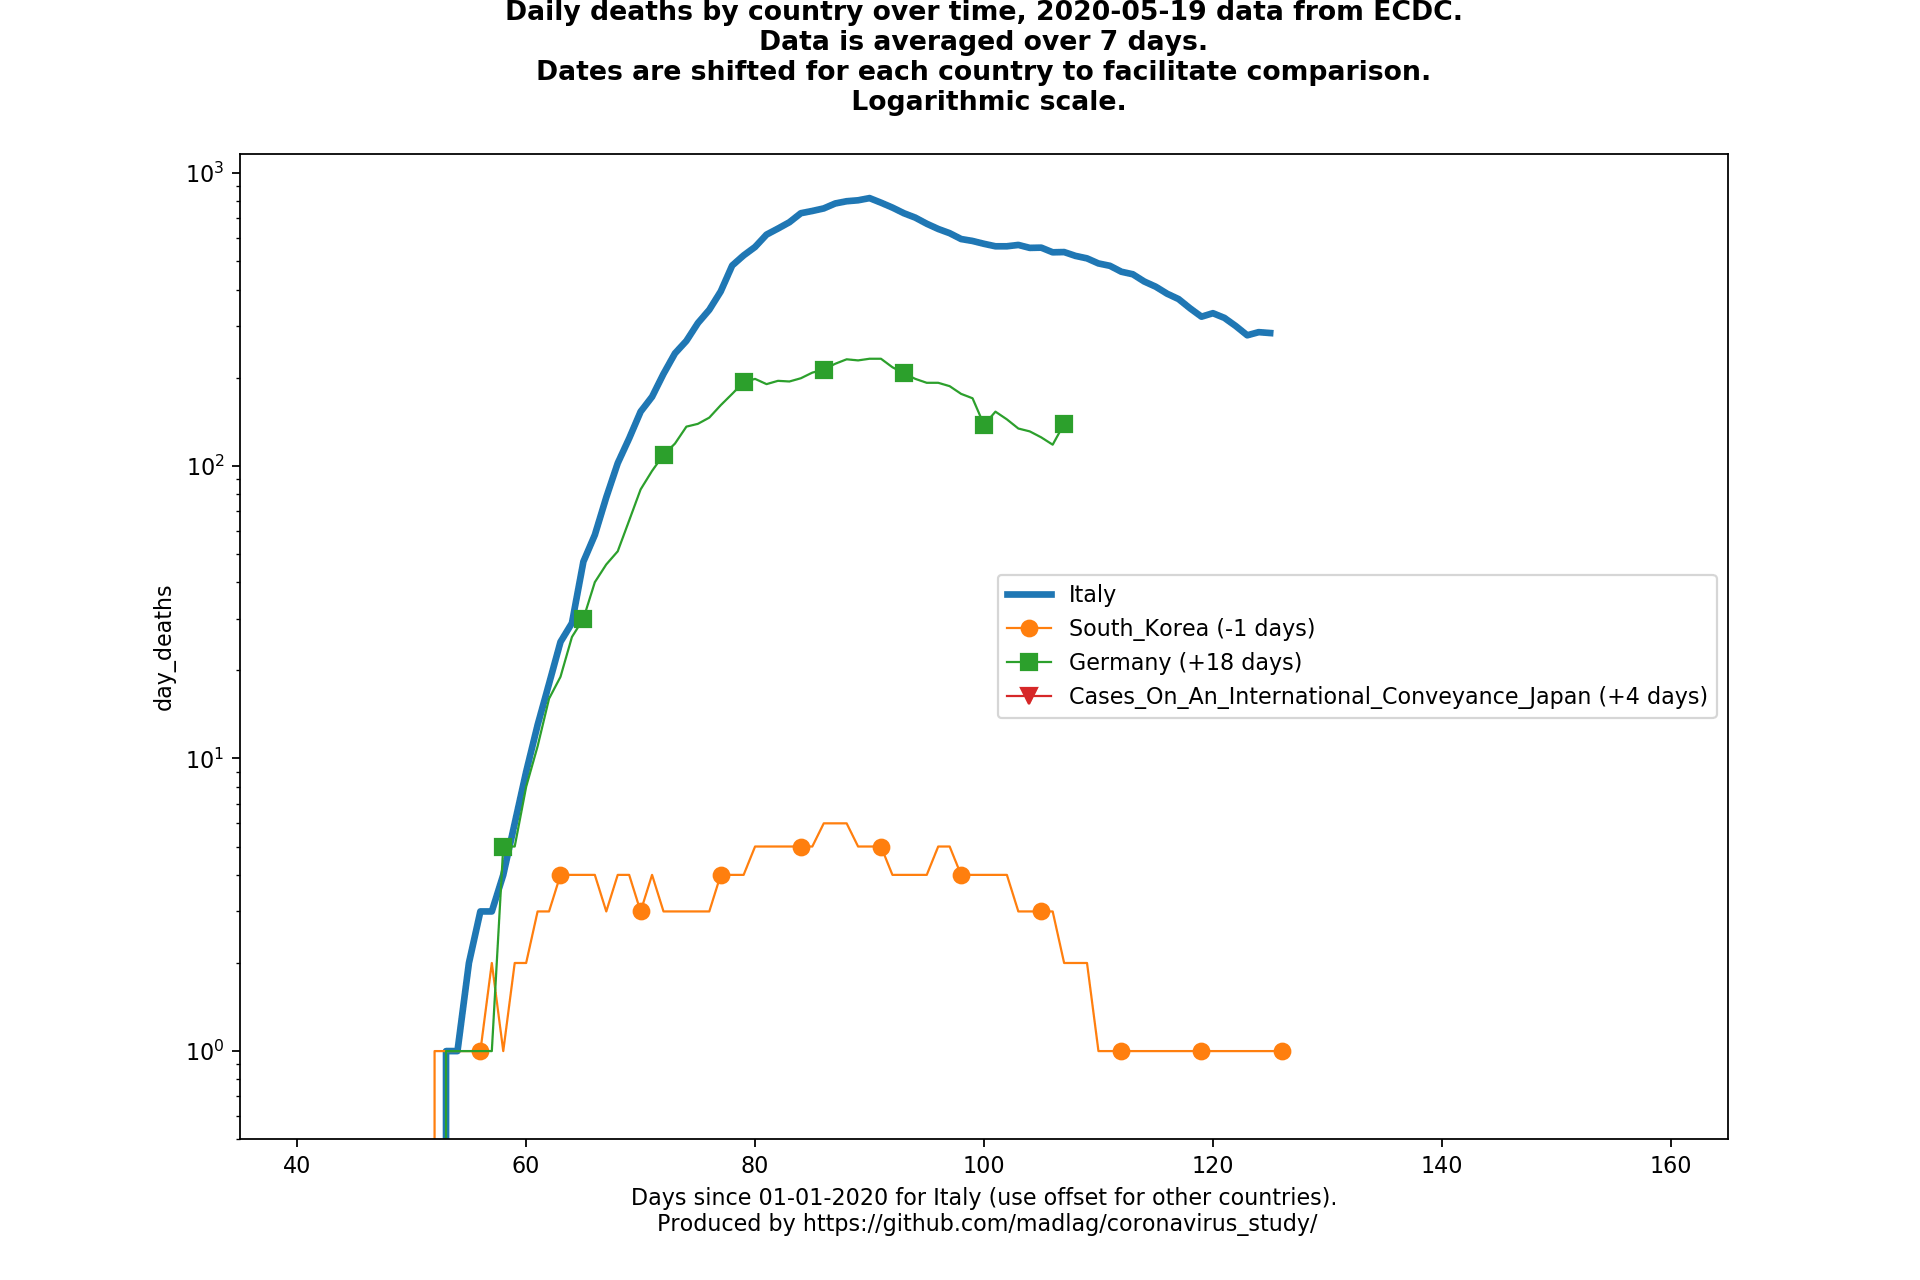 Daily deaths by country over time, 2020-05-19 data from ECDC.
Data is averaged over 7 days.
Dates are shifted for each country to facilitate comparison.
Logarithmic scale.
10³
10²
10¹
10⁰
day_deaths
Italy
South_Korea (-1 days)
Germany (+18 days)
Cases_On_An_International_Conveyance_Japan (+4 days)
40 60 80 100 120 140 160
Days since 01-01-2020 for Italy (use offset for other countries).
Produced by https://github.com/madlag/coronavirus_study/